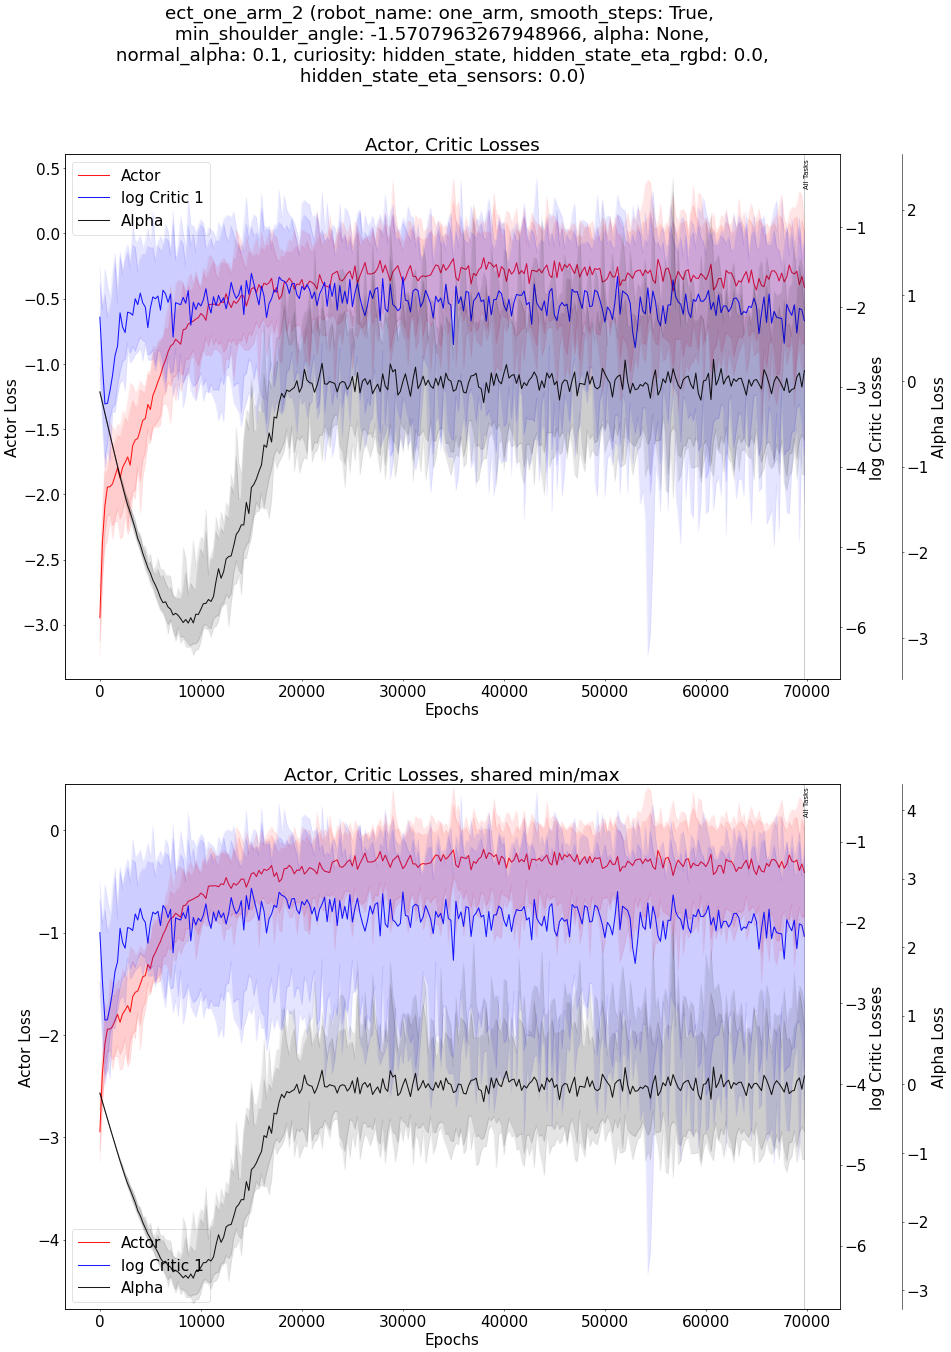 ect_one_arm_2 (robot_name: one_arm, smooth_steps: True,
min_shoulder_angle: -1.5707963267948966, alpha: None,
normal_alpha: 0.1, curiosity: hidden_state, hidden_state_eta_rgbd: 0.0,
hidden_state_eta_sensors: 0.0)
Actor, Critic Losses
Actor
log Critic 1
Alpha
All Tasks
0.5
0.0
−0.5
−1.0
−1.5
−2.0
−2.5
−3.0
Actor Loss
−1
−2
−3
−4
−5
−6
log Critic Losses
2
1
0
−1
−2
−3
Alpha Loss
0 10000 20000 30000 40000 50000 60000 70000
Epochs
Actor, Critic Losses, shared min/max
All Tasks
0
−1
−2
−3
−4
Actor Loss
−1
−2
−3
−4
−5
−6
log Critic Losses
4
3
2
1
0
−1
−2
−3
Alpha Loss
Actor
log Critic 1
Alpha
0 10000 20000 30000 40000 50000 60000 70000
Epochs